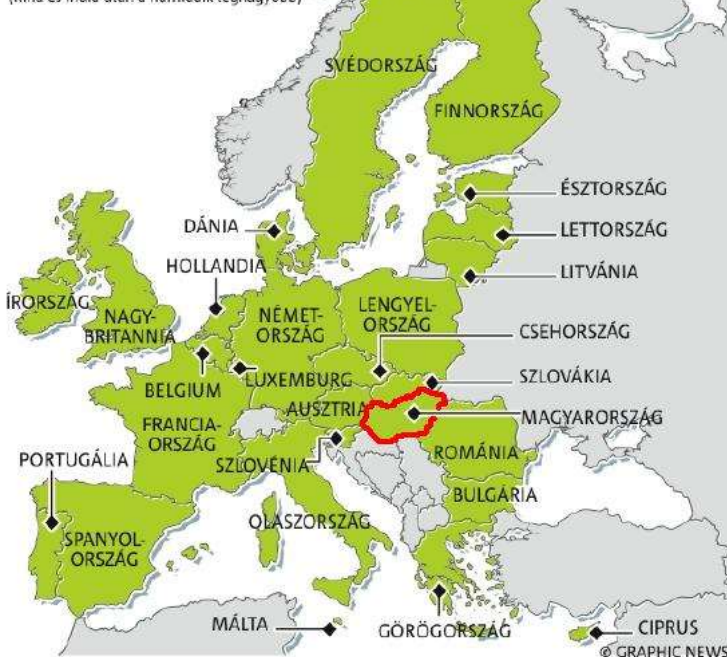 SVÉDORSZÁG
FINNORSZÁG
ÉSZTORSZÁG
DÁNIA
LETTORSZÁG
HOLLANDIA
LITVÁNIA
ÍRORSZÁG
NAGY-
BRITANNIA
NÉMET-
ORSZÁG
LENGYEL-
ORSZÁG
CSEHORSZÁG
BELGIUM
LUXEMBURG
SZLOVÁKIA
AUSZTRIA
MAGYARORSZÁG
FRANCIA-
ORSZÁG
SZLOVÉNIA
ROMÁNIA
PORTUGÁLIA
BULGÁRIA
SPANYOL-
ORSZÁG
OLASZORSZÁG
MÁLTA
GÖRÖGORSZÁG
CIPRUS
© GRAPHIC NEWS